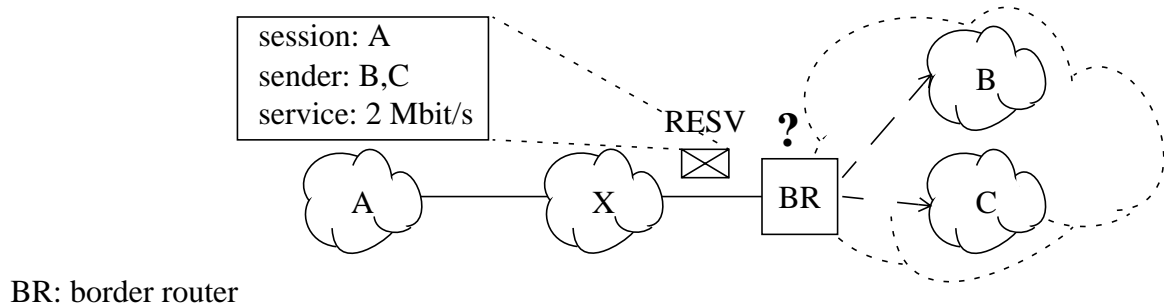 session: A
sender: B,C
service: 2 Mbit/s
RESV
?
B
A
X
BR
C
BR: border router